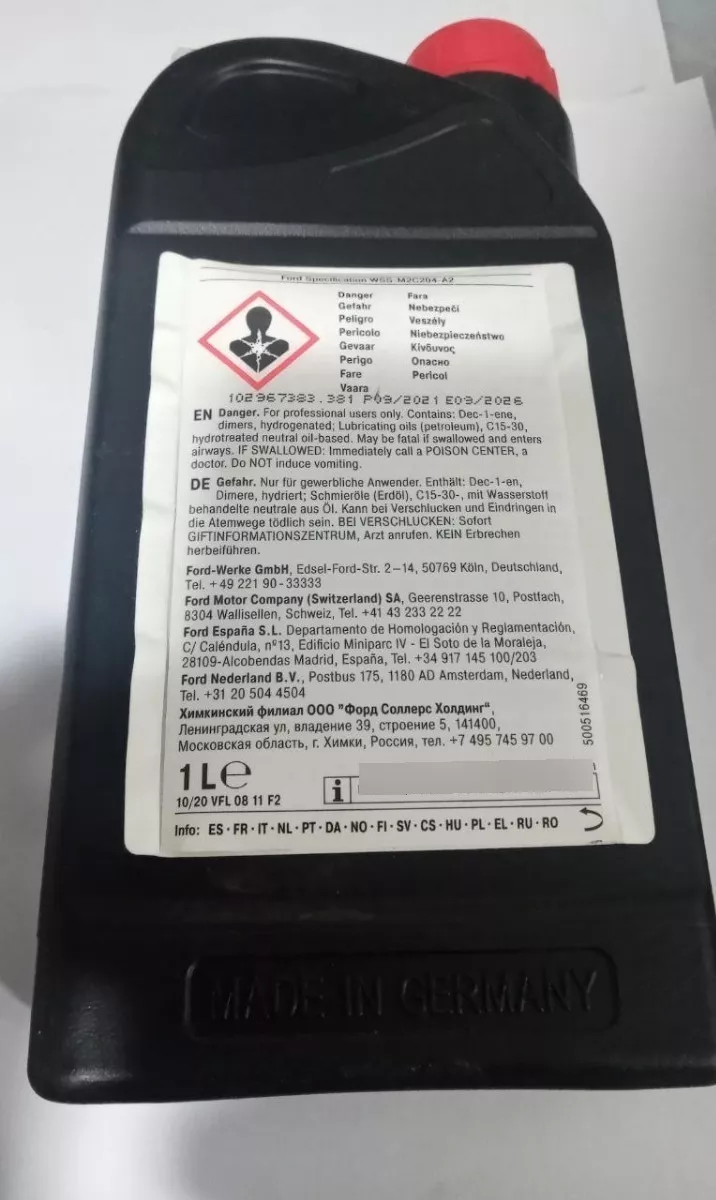 Ford Specification WSS-M2C204-A2
Danger Fara
Gefahr Nebezpečí
Peligro Veszély
Pericolo Niebezpieczeństwo
Gevaar Κίνδυνος
Perigo Опасно
Fare Pericol
Vaara
102967383.381 P09/2021 E09/2026
EN Danger. For professional users only. Contains: Dec-1-ene,
dimers, hydrogenated; Lubricating oils (petroleum), C15-30,
hydrotreated neutral oil-based. May be fatal if swallowed and enters
airways. IF SWALLOWED: Immediately call a POISON CENTER, a
doctor. Do NOT induce vomiting.
DE Gefahr. Nur für gewerbliche Anwender. Enthält: Dec-1-en,
Dimere, hydriert; Schmieröle (Erdöl), C15-30-, mit Wasserstoff
behandelte neutrale aus Öl. Kann bei Verschlucken und Eindringen in
die Atemwege tödlich sein. BEI VERSCHLUCKEN: Sofort
GIFTINFORMATIONSZENTRUM, Arzt anrufen. KEIN Erbrechen
herbeiführen.
Ford-Werke GmbH, Edsel-Ford-Str. 2–14, 50769 Köln, Deutschland,
Tel. +49 221 90-33333
Ford Motor Company (Switzerland) SA, Geerenstrasse 10, Postfach,
8304 Wallisellen, Schweiz, Tel. +41 43 233 22 22
Ford España S.L. Departamento de Homologación y Reglamentación,
C/ Caléndula, nº13, Edificio Miniparc IV - El Soto de la Moraleja,
28109-Alcobendas Madrid, España, Tel. +34 917 145 100/203
Ford Nederland B.V., Postbus 175, 1180 AD Amsterdam, Nederland,
Tel. +31 20 504 4504
Химкинский филиал ООО "Форд Соллерс Холдинг",
Ленинградская ул, владение 39, строение 5, 141400,
Московская область, г. Химки, Россия, тел. +7 495 745 97 00
500516469
1 L ℮
10/20 VFL 08 11 F2
i
Info: ES·FR·IT·NL·PT·DA·NO·FI·SV·CS·HU·PL·EL·RU·RO
MADE IN GERMANY